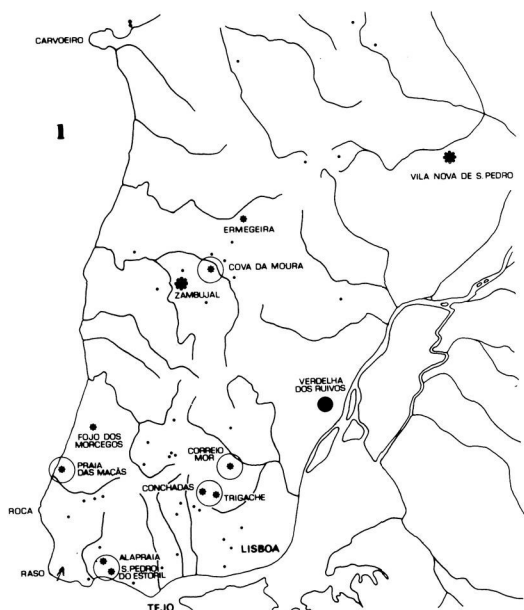 CARVOEIRO
I
VILA NOVA DE S. PEDRO
ERMEGEIRA
COVA DA MOURA
ZAMBUJAL
VERDELHA
DOS RUIVOS
FOJO DOS
MORCEGOS
CORREIO
MOR
PRAIA
DAS MAÇÃS
CONCHADAS
TRIGACHE
ROCA
LISBOA
ALAPRAIA
S. PEDRO
DO ESTORIL
RASO
TEJO